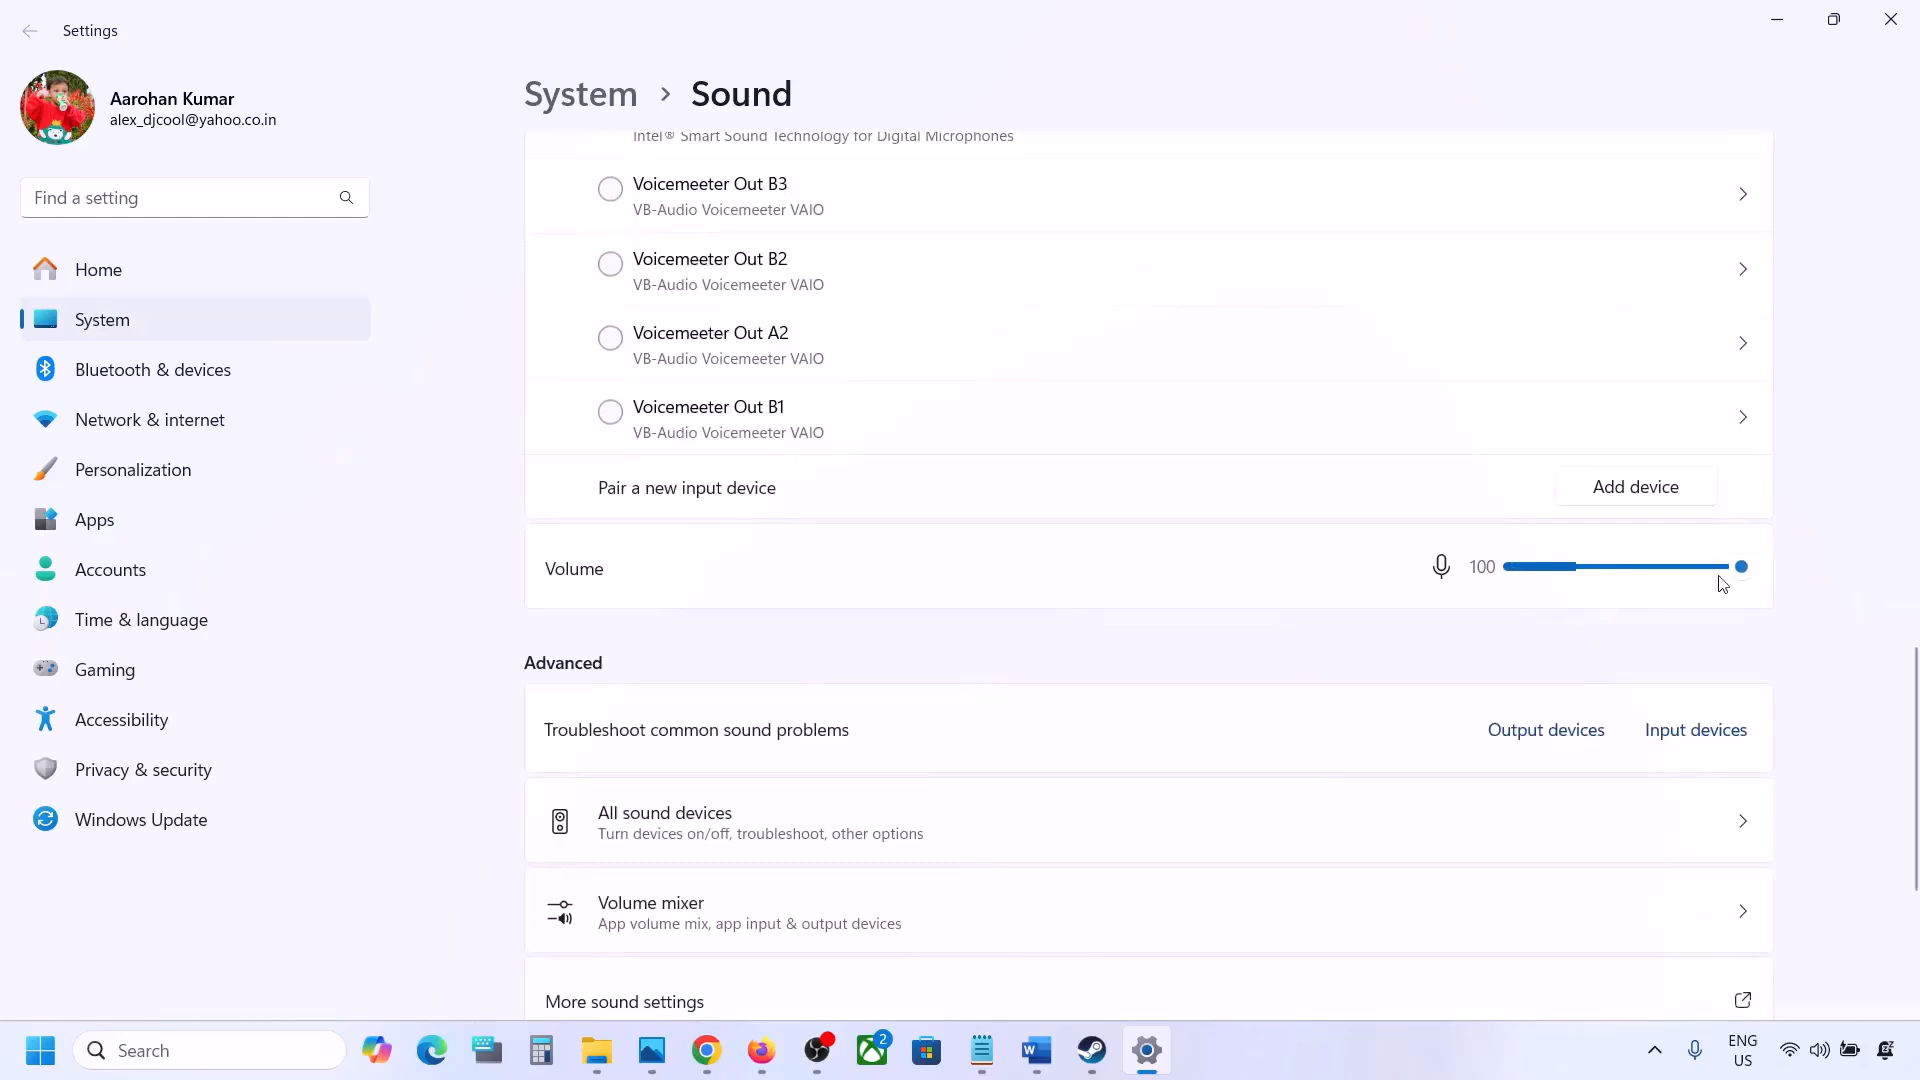 Settings
Aarohan Kumar
alex_djcool@yahoo.co.in
Find a setting
Home
System
Bluetooth & devices
Network & internet
Personalization
Apps
Accounts
Time & language
Gaming
Accessibility
Privacy & security
Windows Update
System > Sound
Intel® Smart Sound Technology for Digital Microphones
Voicemeeter Out B3
VB-Audio Voicemeeter VAIO
Voicemeeter Out B2
VB-Audio Voicemeeter VAIO
Voicemeeter Out A2
VB-Audio Voicemeeter VAIO
Voicemeeter Out B1
VB-Audio Voicemeeter VAIO
Pair a new input device Add device
Volume 100
Advanced
Troubleshoot common sound problems Output devices Input devices
All sound devices
Turn devices on/off, troubleshoot, other options
Volume mixer
App volume mix, app input & output devices
More sound settings
Search
2
ENG
US